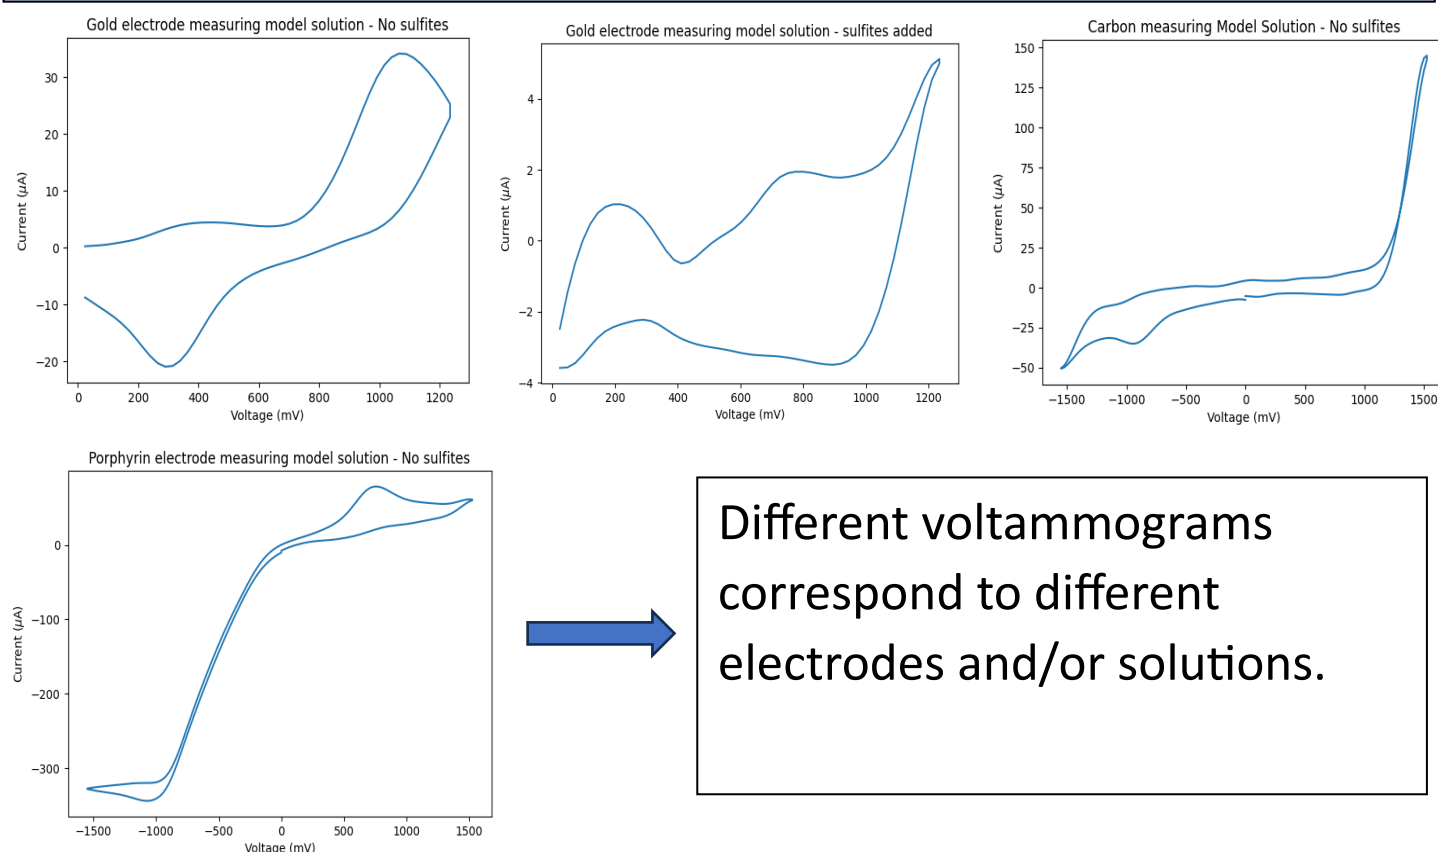 Gold electrode measuring model solution - No sulfites
Current (μA)
30
20
10
0
−10
−20
0 200 400 600 800 1000 1200
Voltage (mV)
Gold electrode measuring model solution - sulfites added
Current (μA)
4
2
0
−2
−4
0 200 400 600 800 1000 1200
Voltage (mV)
Carbon measuring Model Solution - No sulfites
Current (μA)
150
125
100
75
50
25
0
−25
−50
−1500 −1000 −500 0 500 1000 1500
Voltage (mV)
Porphyrin electrode measuring model solution - No sulfites
Current (μA)
0
−100
−200
−300
−1500 −1000 −500 0 500 1000 1500
Voltage (mV)
Different voltammograms
correspond to different
electrodes and/or solutions.